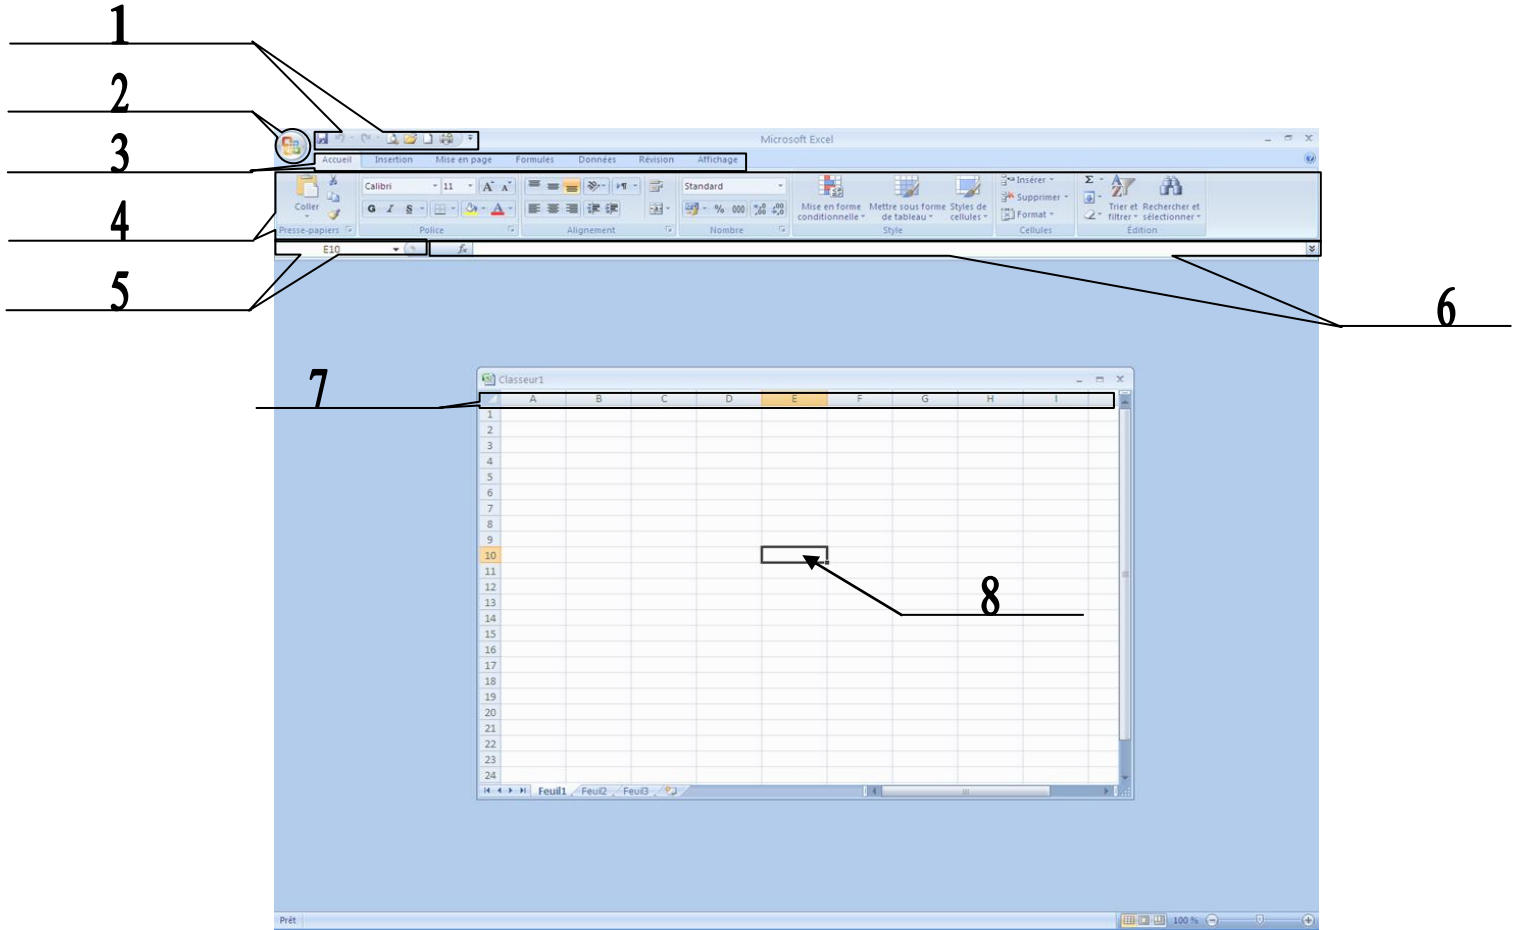 1
2
Microsoft Excel
3
Accueil Insertion Mise en page Formules Données Révision Affichage
Calibri 11 A A Standard Insérer Σ
Coller Supprimer
G I S A % 000 Mise en forme conditionnelle Mettre sous forme de tableau Styles de cellules Format Trier et filtrer Rechercher et sélectionner
4
Presse-papiers Police Alignement Nombre Style Cellules Édition
E10 fx
5
6
7
Classeur1
A B C D E F G H I
1
2
3
4
5
6
7
8
9
10
11
12
13
14
15
16
17
18
19
20
21
22
23
24
8
Feuil1 Feuil2 Feuil3
Prêt 100 %